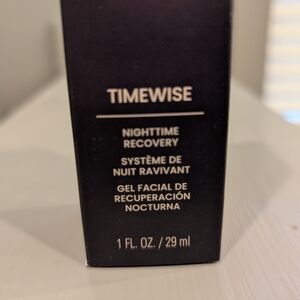 TIMEWISE
NIGHTTIME
RECOVERY
SYSTÈME DE
NUIT RAVIVANT
GEL FACIAL DE
RECUPERACIÓN
NOCTURNA
1 FL. OZ. / 29 ml